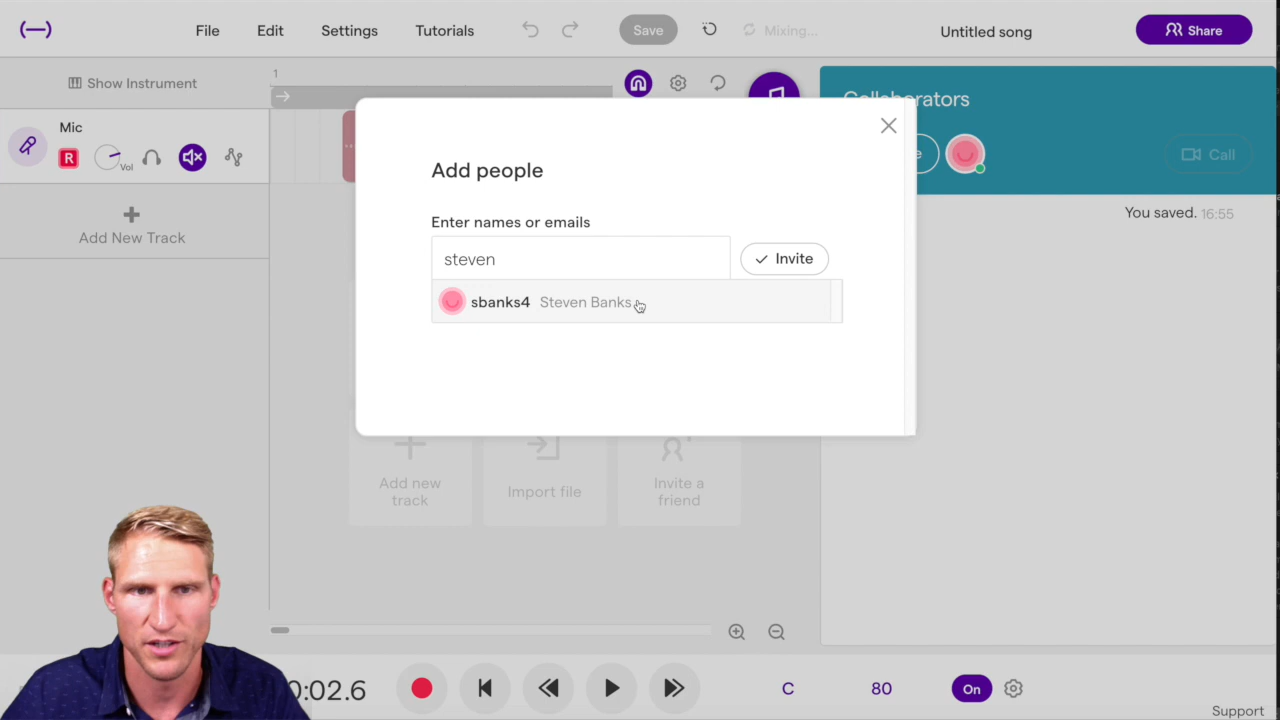 File
Edit
Settings
Tutorials
Save
Mixing...
Untitled song
Share
Show Instrument
1
Collaborators
Mic
R
Vol
Call
Add people
You saved. 16:55
Enter names or emails
Add New Track
steven
Invite
sbanks4 Steven Banks
Add new
track
Import file
Invite a
friend
:02.6
C
80
On
Support